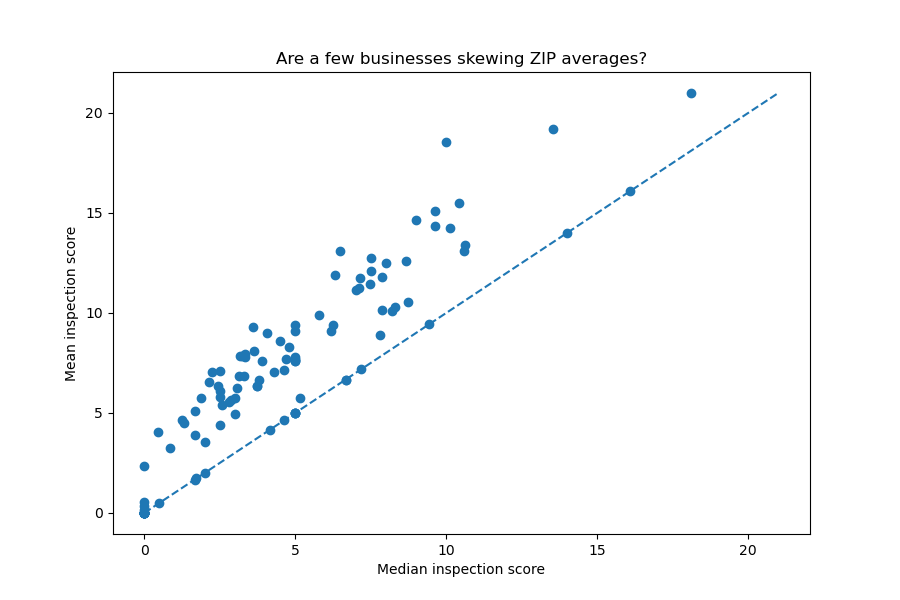 Are a few businesses skewing ZIP averages?
20
15
10
5
0
Mean inspection score
0 5 10 15 20
Median inspection score